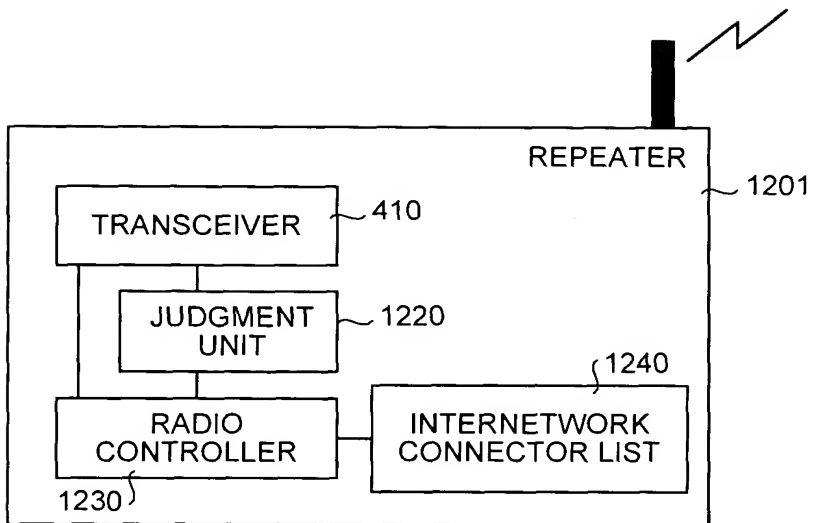 REPEATER
1201
TRANSCEIVER
410
JUDGMENT
UNIT
1220
1240
RADIO
CONTROLLER
INTERNETWORK
CONNECTOR LIST
1230